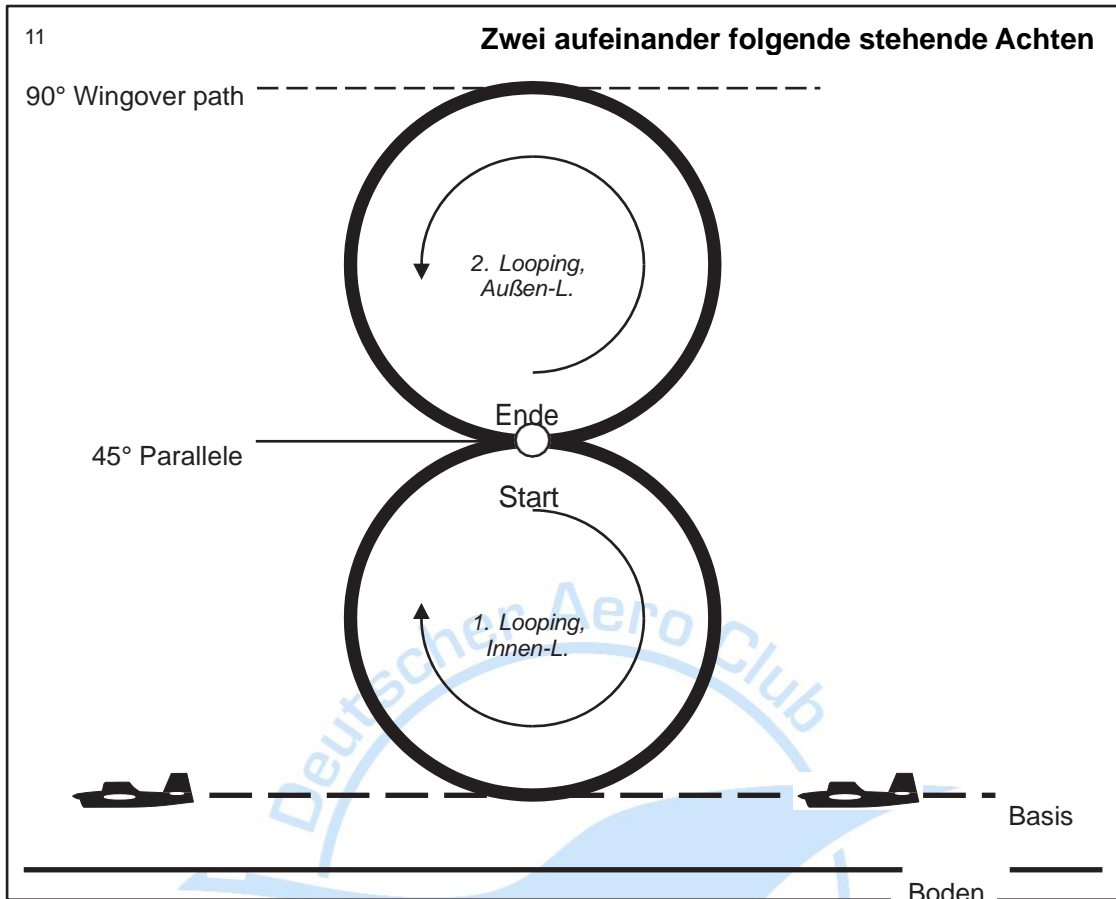 11
Zwei aufeinander folgende stehende Achten
90° Wingover path
2. Looping,
Außen-L.
Ende
45° Parallele
Start
1. Looping,
Innen-L.
Deutscher Aero Club
Basis
Boden